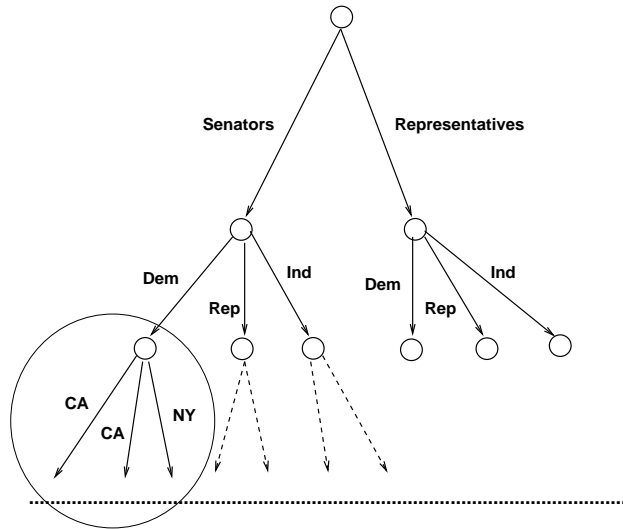 Senators Representatives
Dem Rep Ind Dem Rep Ind
CA CA NY